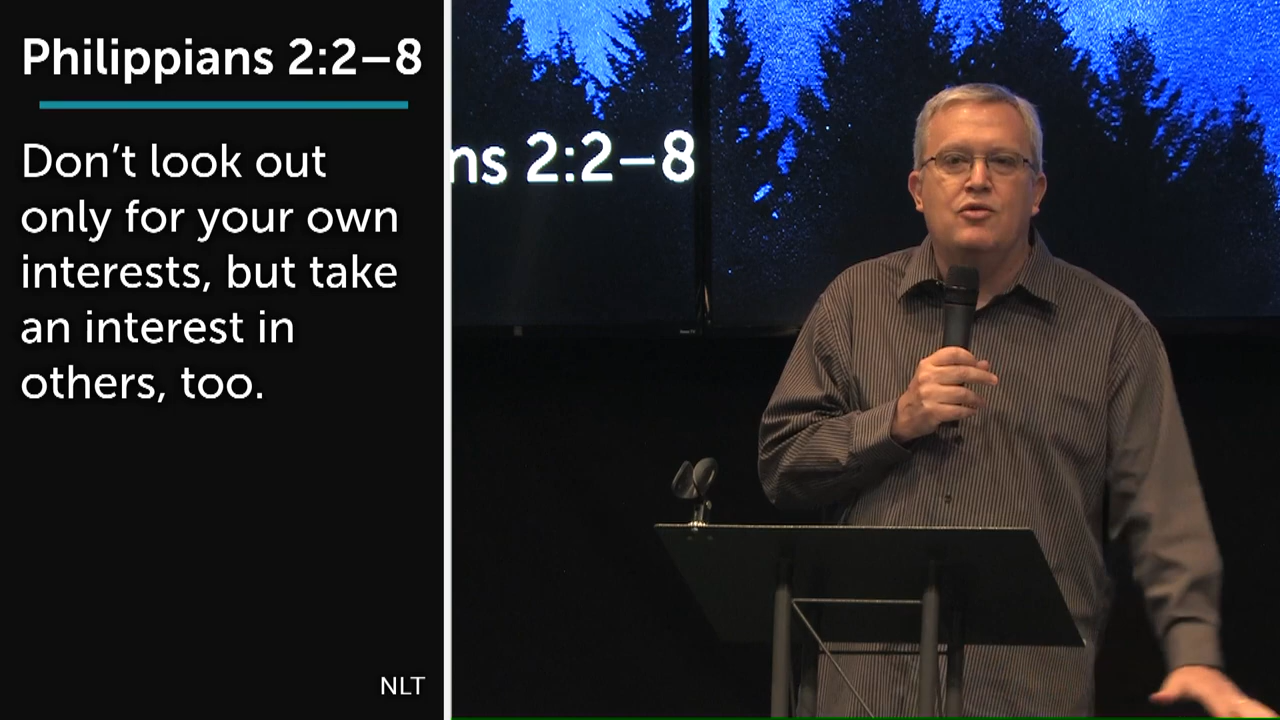 Philippians 2:2–8
Don’t look out
only for your own
interests, but take
an interest in
others, too.
NLT
ns 2:2–8